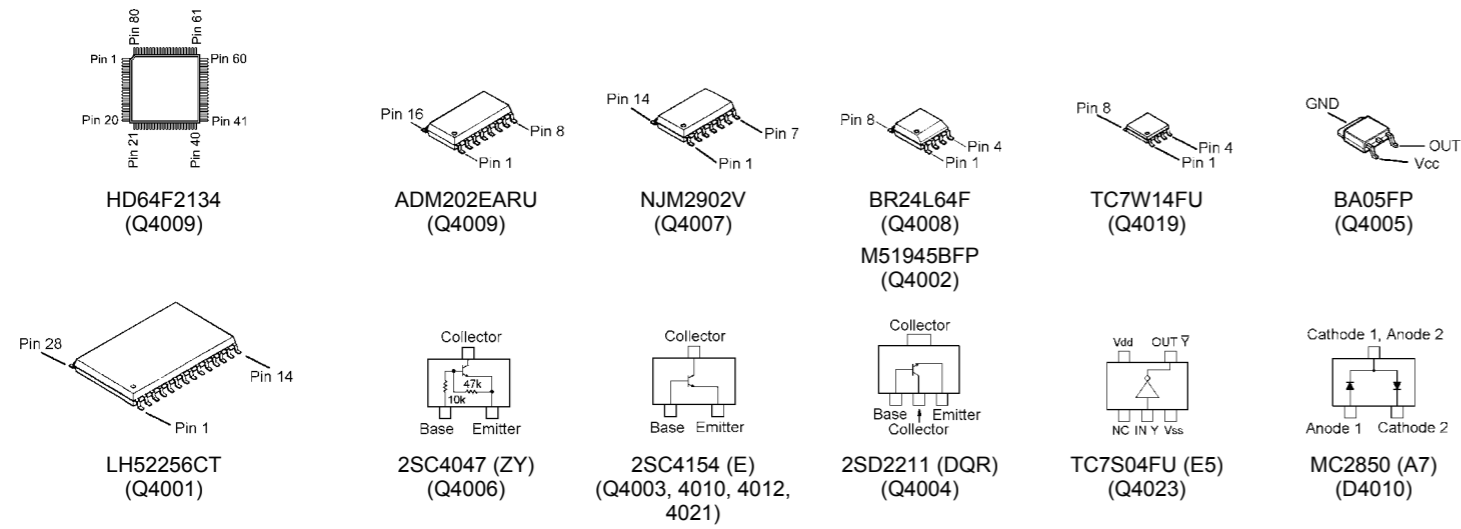 Pin 80
Pin 61
Pin 1
Pin 60
Pin 20
Pin 41
Pin 21
Pin 40
HD64F2134
(Q4009)
Pin 16
Pin 8
Pin 1
ADM202EARU
(Q4009)
Pin 14
Pin 7
Pin 1
NJM2902V
(Q4007)
Pin 8
Pin 4
Pin 1
BR24L64F
(Q4008)
M51945BFP
(Q4002)
Pin 8
Pin 4
Pin 1
TC7W14FU
(Q4019)
GND
OUT
Vcc
BA05FP
(Q4005)
Pin 28
Pin 14
Pin 1
LH52256CT
(Q4001)
Collector
47k
10k
Base Emitter
2SC4047 (ZY)
(Q4006)
Collector
Base Emitter
2SC4154 (E)
(Q4003, 4010, 4012,
4021)
Collector
Base Emitter
Collector
2SD2211 (DQR)
(Q4004)
Vdd OUT Y̅
NC IN Y Vss
TC7S04FU (E5)
(Q4023)
Cathode 1, Anode 2
Anode 1 Cathode 2
MC2850 (A7)
(D4010)